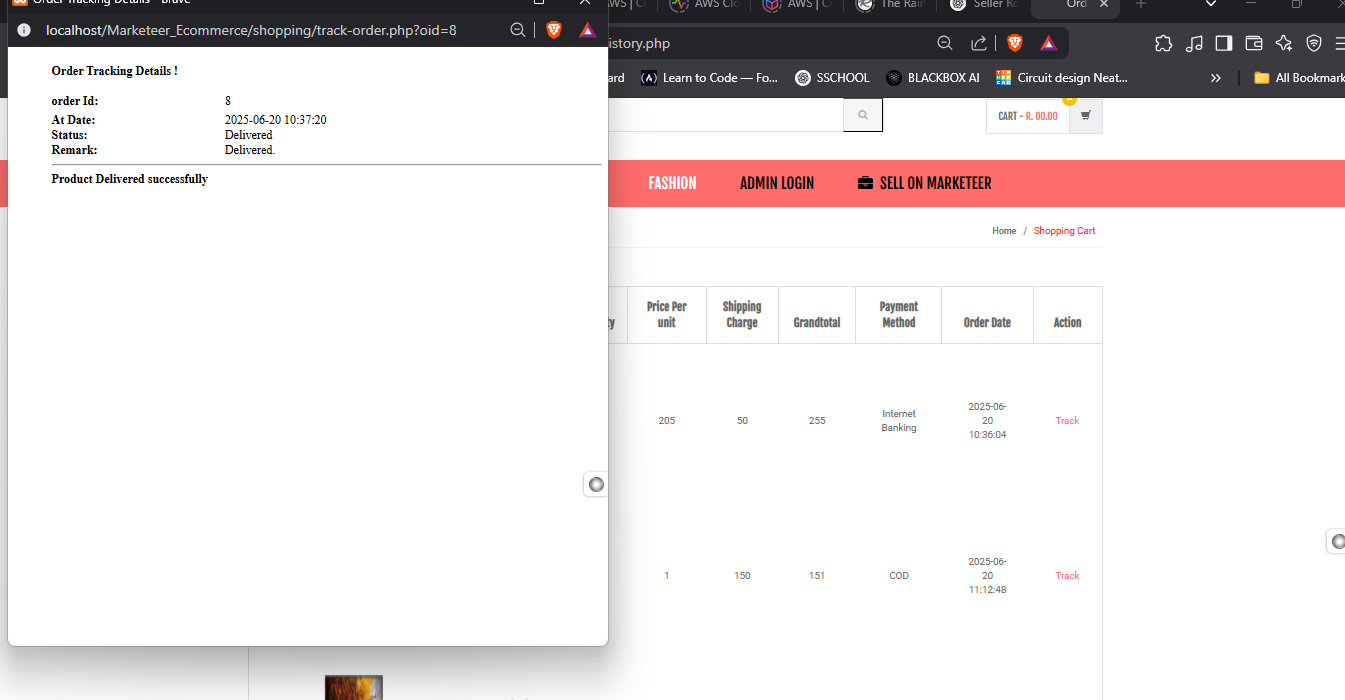 Order Tracking Details - Brave
localhost/Marketeer_Ecommerce/shopping/track-order.php?oid=8
Order Tracking Details !
order Id: 8
At Date: 2025-06-20 10:37:20
Status: Delivered
Remark: Delivered.
Product Delivered successfully
AWS Clo
AWS | C
The Rain
Seller Ro
Ord
istory.php
ard
Learn to Code — Fo...
SSCHOOL
BLACKBOX AI
Circuit design Neat...
All Bookmark
CART - R. 00.00
FASHION
ADMIN LOGIN
SELL ON MARKETEER
Home / Shopping Cart
Price Per unit
Shipping Charge
Grandtotal
Payment Method
Order Date
Action
205
50
255
Internet
Banking
2025-06-
20
10:36:04
Track
1
150
151
COD
2025-06-
20
11:12:48
Track